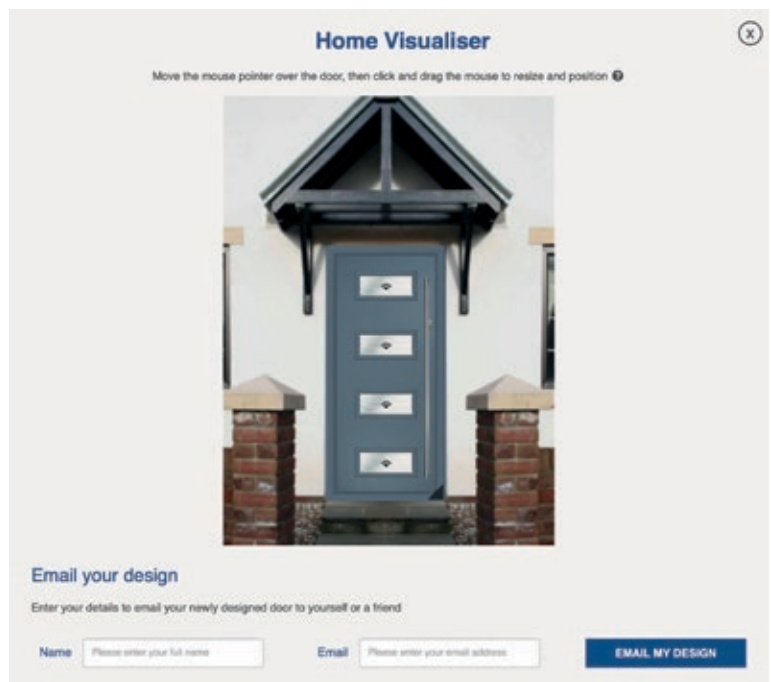 Home Visualiser
X
Move the mouse pointer over the door, then click and drag the mouse to resize and position ?
Email your design
Enter your details to email your newly designed door to yourself or a friend
Name Please enter your full name Email Please enter your email address EMAIL MY DESIGN